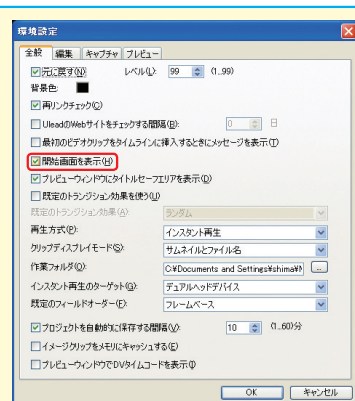 環境設定
全般 編集 キャプチャ プレビュー
元に戻す(N) レベル(L): 99 (1...99)
背景色:
再リンクチェック(C)
UleadのWebサイトをチェックする間隔(B): 0 日
最初のビデオクリップをタイムラインに挿入するときにメッセージを表示(T)
開始画面を表示(H)
プレビューウィンドウにタイトルセーフエリアを表示(D)
既定のトランジション効果を使う(U)
既定のトランジション効果(A): ランダム
再生方式(P): インスタント再生
クリップディスプレイモード(S): サムネイルとファイル名
作業フォルダ(O): C:¥Documents and Settings¥shima¥ ...
インスタント再生のターゲット(G): デュアルヘッドデバイス
既定のフィールドオーダー(F): フレームベース
プロジェクトを自動的に保存する間隔(V): 10 (1...60)分
イメージクリップをメモリにキャッシュする(E)
プレビューウィンドウでDVタイムコードを表示(I)
OK キャンセル